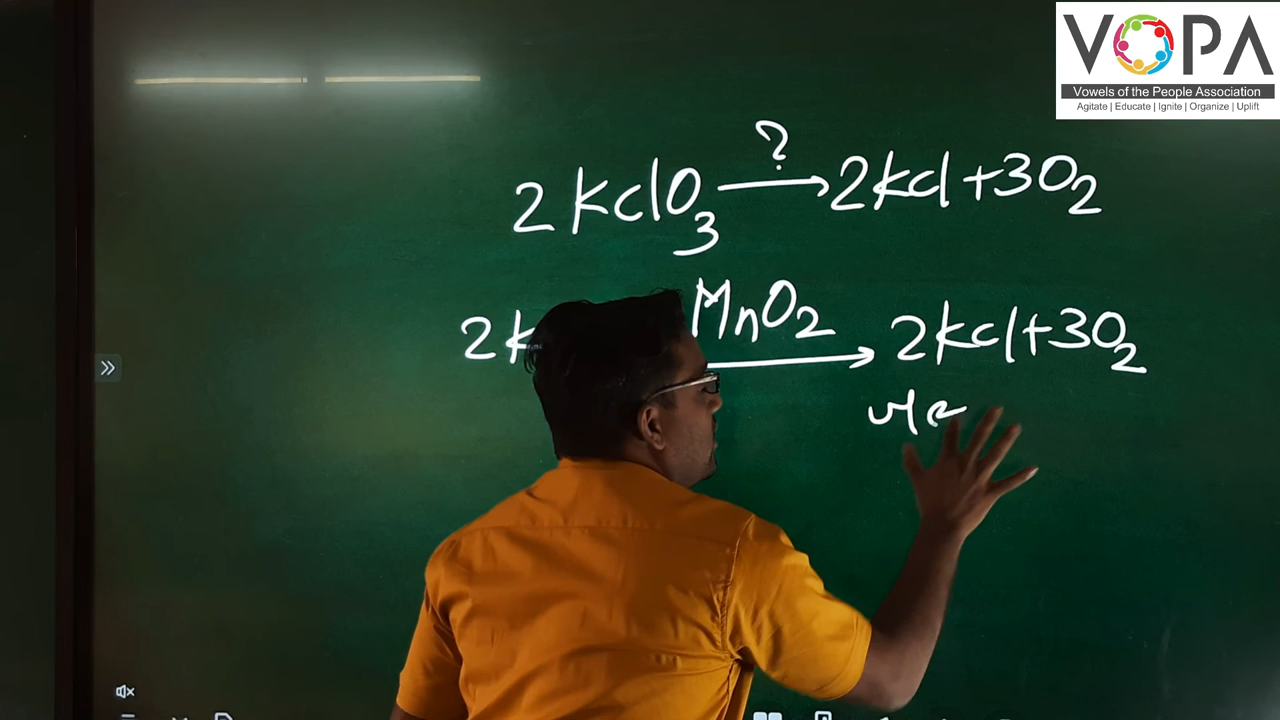 VOPA
Vowels of the People Association
Agitate | Educate | Ignite | Organize | Uplift
?
2KClO3 → 2KCl + 3O2
MnO2
2K → 2KCl + 3O2